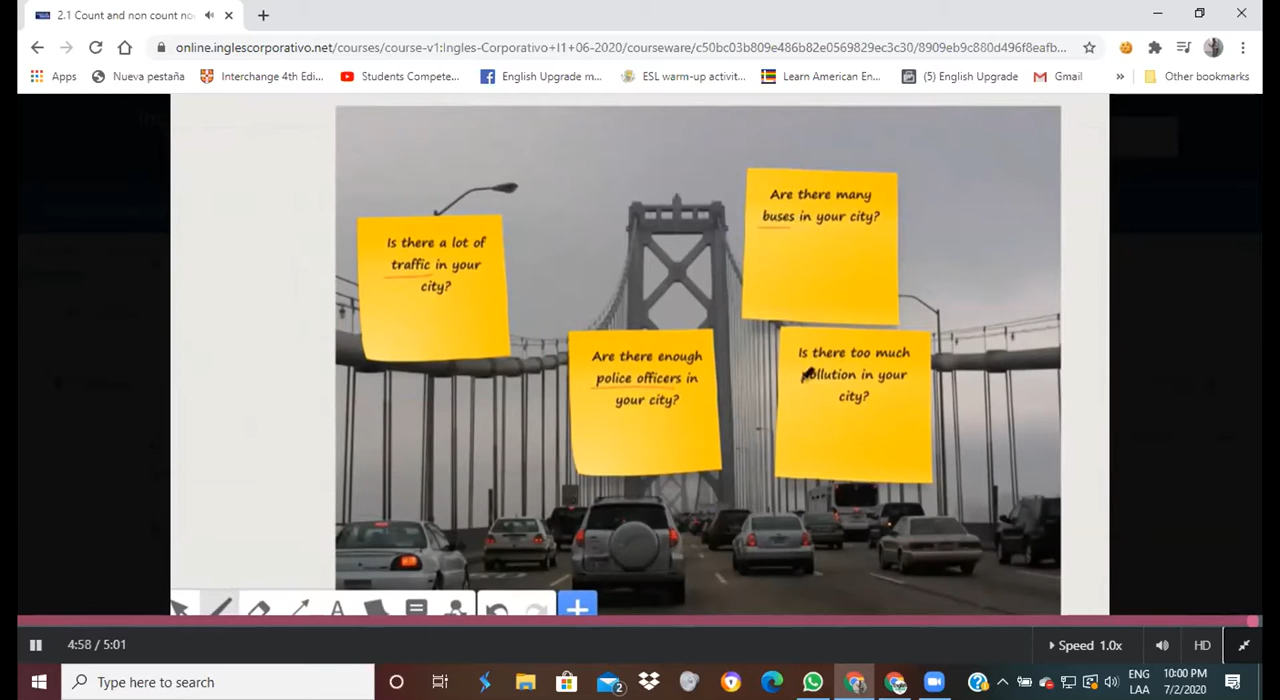 2.1 Count and non count no
online.inglescorporativo.net/courses/course-v1:Ingles-Corporativo+I1+06-2020/courseware/c50bc03b809e486b82e0569829ec3c30/8909eb9c880d496f8eafb...
Apps
Nueva pestaña
Interchange 4th Edi...
Students Compete...
English Upgrade m...
ESL warm-up activit...
Learn American En...
(5) English Upgrade
Gmail
»
Other bookmarks
Is there a lot of
traffic in your
city?
Are there many
buses in your city?
Are there enough
police officers in
your city?
Is there too much
pollution in your
city?
A
4:58 / 5:01
Speed 1.0x
HD
Type here to search
2
ENG
LAA
10:00 PM
7/2/2020